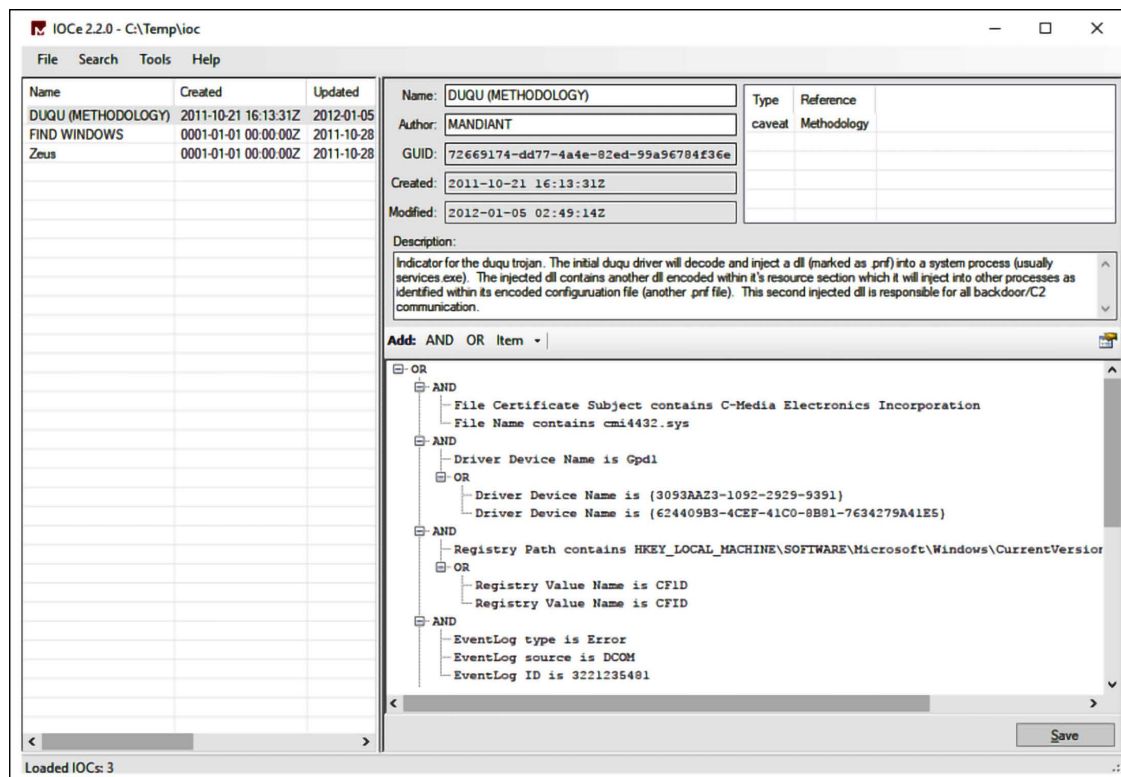 IOCe 2.2.0 - C:\Temp\ioc
File Search Tools Help
Name Created Updated
DUQU (METHODOLOGY) 2011-10-21 16:13:31Z 2012-01-05
FIND WINDOWS 0001-01-01 00:00:00Z 2011-10-28
Zeus 0001-01-01 00:00:00Z 2011-10-28
Name: DUQU (METHODOLOGY)
Author: MANDIANT
GUID: 72669174-dd77-4a4e-82ed-99a96784f36e
Created: 2011-10-21 16:13:31Z
Modified: 2012-01-05 02:49:14Z
Type Reference
caveat Methodology
Description:
Indicator for the duqu trojan. The initial duqu driver will decode and inject a dll (marked as .pnf) into a system process (usually
services.exe). The injected dll contains another dll encoded within it's resource section which it will inject into other processes as
identified within its encoded configuruation file (another .pnf file). This second injected dll is responsible for all backdoor/C2
communication.
Add: AND OR Item
OR
AND
File Certificate Subject contains C-Media Electronics Incorporation
File Name contains cmi4432.sys
AND
Driver Device Name is Gpd1
OR
Driver Device Name is {3093AAZ3-1092-2929-9391}
Driver Device Name is {624409B3-4CEF-41C0-8B81-7634279A41E5}
AND
Registry Path contains HKEY_LOCAL_MACHINE\SOFTWARE\Microsoft\Windows\CurrentVersion
OR
Registry Value Name is CF1D
Registry Value Name is CFID
AND
EventLog type is Error
EventLog source is DCOM
EventLog ID is 3221235481
Save
Loaded IOCs: 3